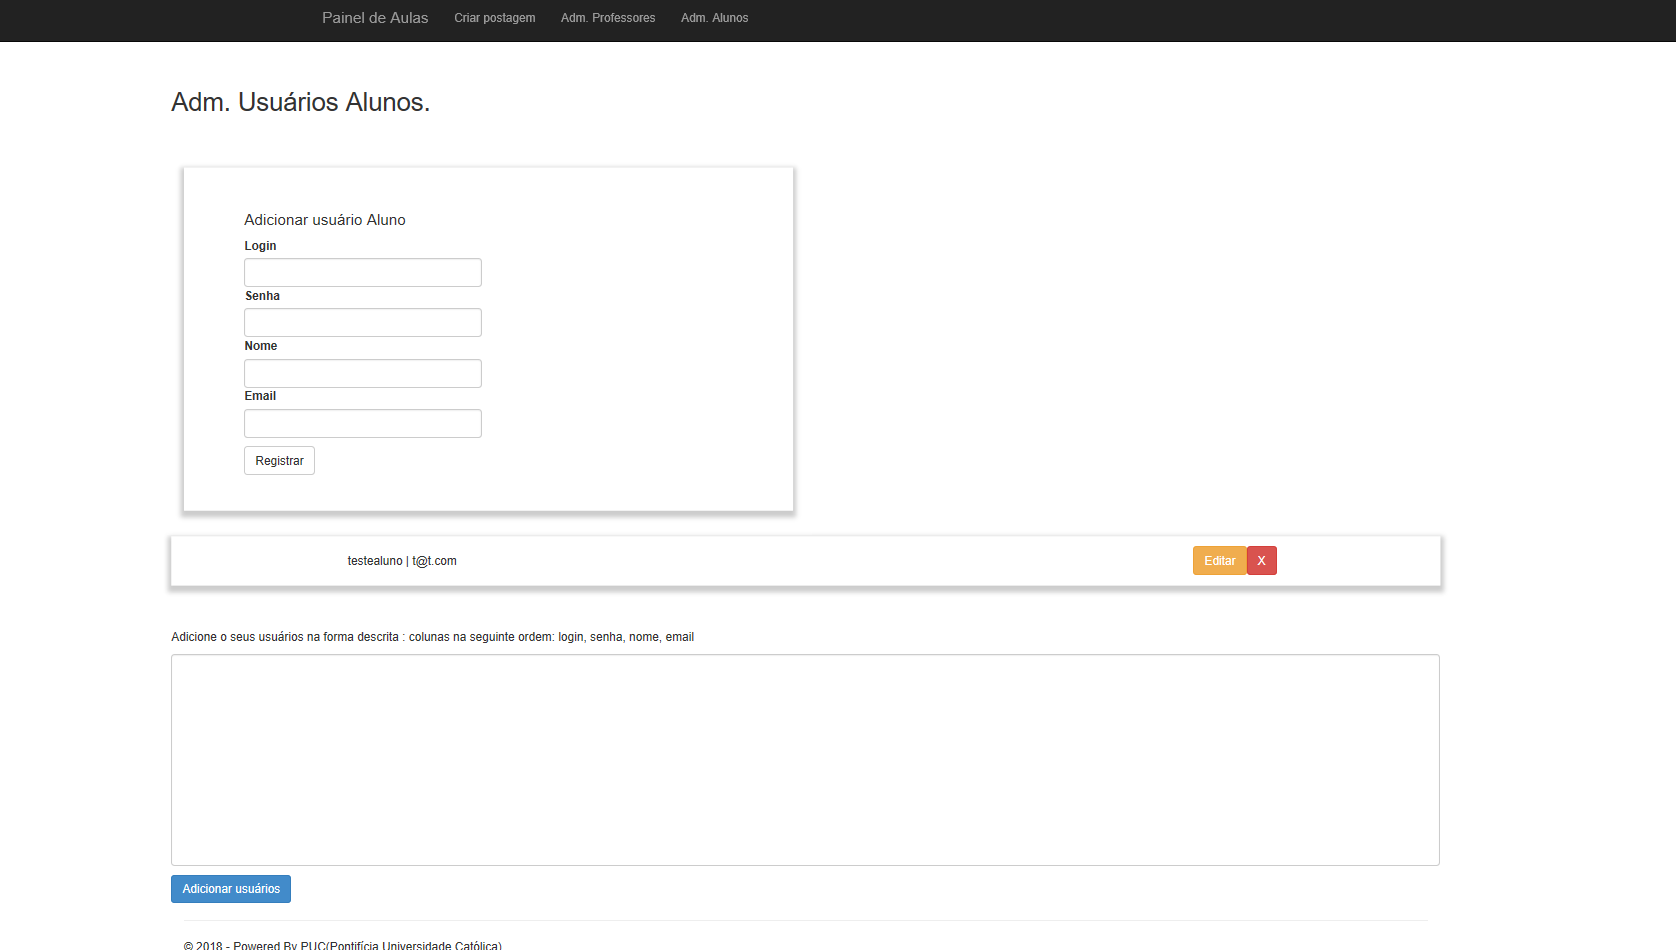 Painel de Aulas Criar postagem Adm. Professores Adm. Alunos
Adm. Usuários Alunos.
Adicionar usuário Aluno
Login
Senha
Nome
Email
Registrar
testealuno | t@t.com Editar X
Adicione o seus usuários na forma descrita : colunas na seguinte ordem: login, senha, nome, email
Adicionar usuários
© 2018 - Powered By PUC(Pontifícia Universidade Católica)